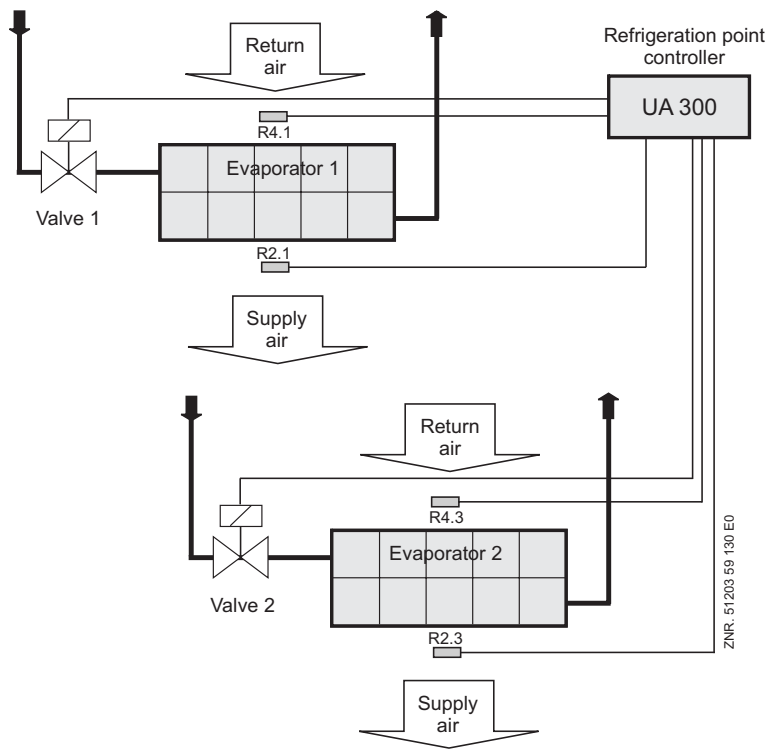 Refrigeration point
controller
UA 300
Return
air
R4.1
Evaporator 1
Valve 1
R2.1
Supply
air
Return
air
R4.3
Evaporator 2
Valve 2
R2.3
Supply
air
ZNR. 51203 59 130 E0